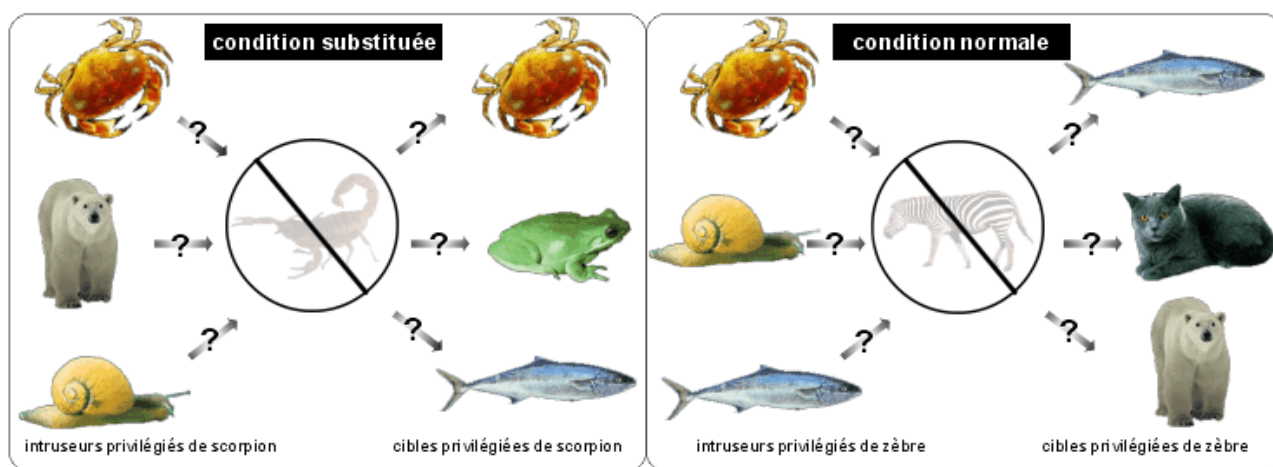 condition substituée
?
?
?
?
?
?
intruseurs privilégiés de scorpion
cibles privilégiées de scorpion
condition normale
?
?
?
?
?
?
intruseurs privilégiés de zèbre
cibles privilégiées de zèbre